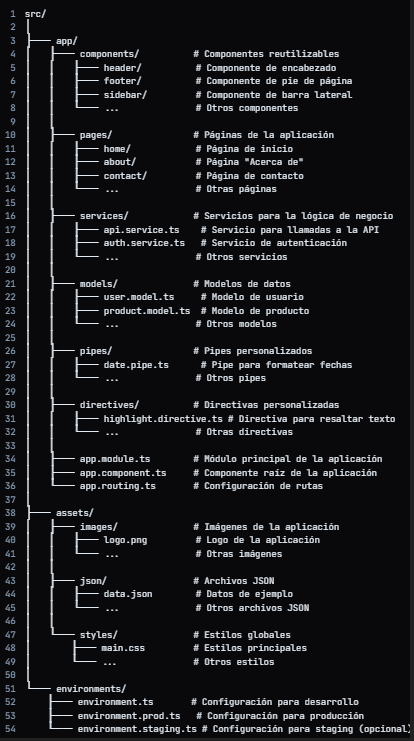 1 src/
2 │
3 ├── app/
4 │   ├── components/          # Componentes reutilizables
5 │   │   ├── header/          # Componente de encabezado
6 │   │   ├── footer/          # Componente de pie de página
7 │   │   ├── sidebar/         # Componente de barra lateral
8 │   │   └── ...              # Otros componentes
9 │   │
10 │   ├── pages/               # Páginas de la aplicación
11 │   │   ├── home/            # Página de inicio
12 │   │   ├── about/           # Página "Acerca de"
13 │   │   ├── contact/         # Página de contacto
14 │   │   └── ...              # Otras páginas
15 │   │
16 │   ├── services/            # Servicios para la lógica de negocio
17 │   │   ├── api.service.ts   # Servicio para llamadas a la API
18 │   │   ├── auth.service.ts  # Servicio de autenticación
19 │   │   └── ...              # Otros servicios
20 │   │
21 │   ├── models/              # Modelos de datos
22 │   │   ├── user.model.ts    # Modelo de usuario
23 │   │   ├── product.model.ts # Modelo de producto
24 │   │   └── ...              # Otros modelos
25 │   │
26 │   ├── pipes/               # Pipes personalizados
27 │   │   ├── date.pipe.ts     # Pipe para formatear fechas
28 │   │   └── ...              # Otros pipes
29 │   │
30 │   ├── directives/          # Directivas personalizadas
31 │   │   ├── highlight.directive.ts # Directiva para resaltar texto
32 │   │   └── ...              # Otras directivas
33 │   │
34 │   ├── app.module.ts        # Módulo principal de la aplicación
35 │   ├── app.component.ts     # Componente raíz de la aplicación
36 │   └── app.routing.ts       # Configuración de rutas
37 │
38 ├── assets/
39 │   ├── images/              # Imágenes de la aplicación
40 │   │   ├── logo.png         # Logo de la aplicación
41 │   │   └── ...              # Otras imágenes
42 │   │
43 │   ├── json/                # Archivos JSON
44 │   │   ├── data.json        # Datos de ejemplo
45 │   │   └── ...              # Otros archivos JSON
46 │   │
47 │   └── styles/              # Estilos globales
48 │       ├── main.css         # Estilos principales
49 │       └── ...              # Otros estilos
50 │
51 └── environments/
52     ├── environment.ts       # Configuración para desarrollo
53     ├── environment.prod.ts  # Configuración para producción
54     └── environment.staging.ts # Configuración para staging (opcional)